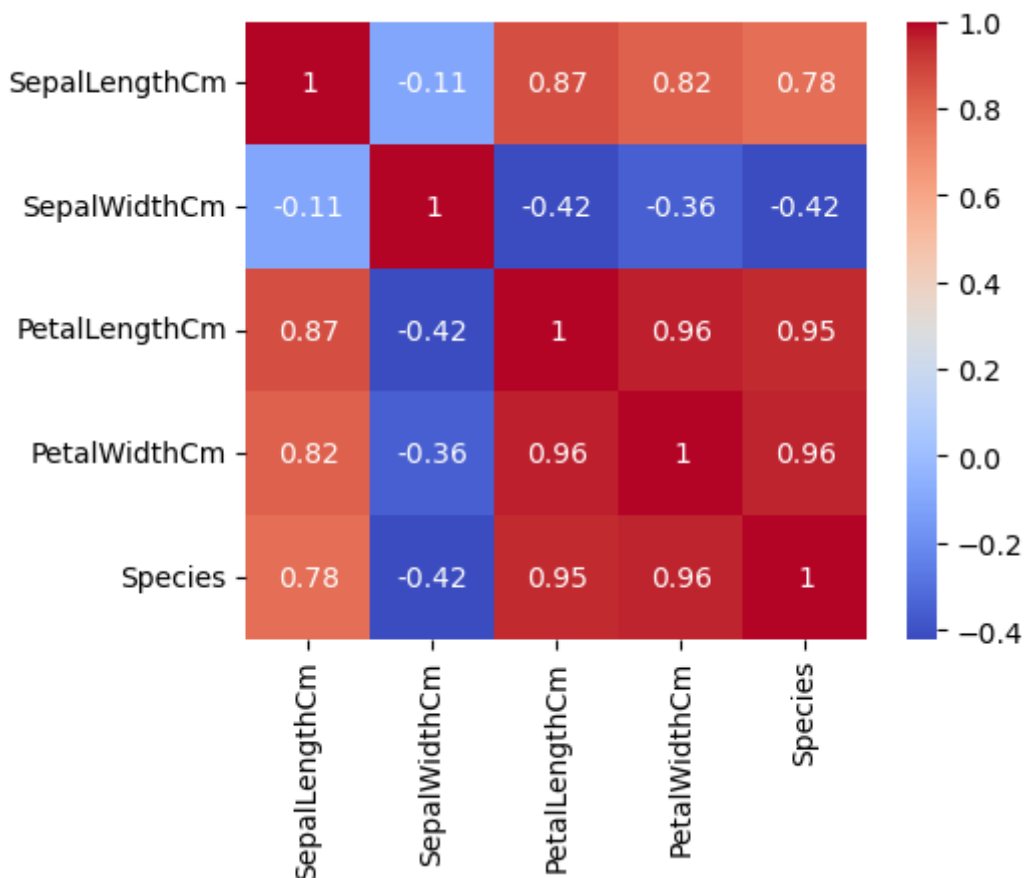 SepalLengthCm 1 -0.11 0.87 0.82 0.78
SepalWidthCm -0.11 1 -0.42 -0.36 -0.42
PetalLengthCm 0.87 -0.42 1 0.96 0.95
PetalWidthCm 0.82 -0.36 0.96 1 0.96
Species 0.78 -0.42 0.95 0.96 1
SepalLengthCm
SepalWidthCm
PetalLengthCm
PetalWidthCm
Species
1.0
0.8
0.6
0.4
0.2
0.0
−0.2
−0.4